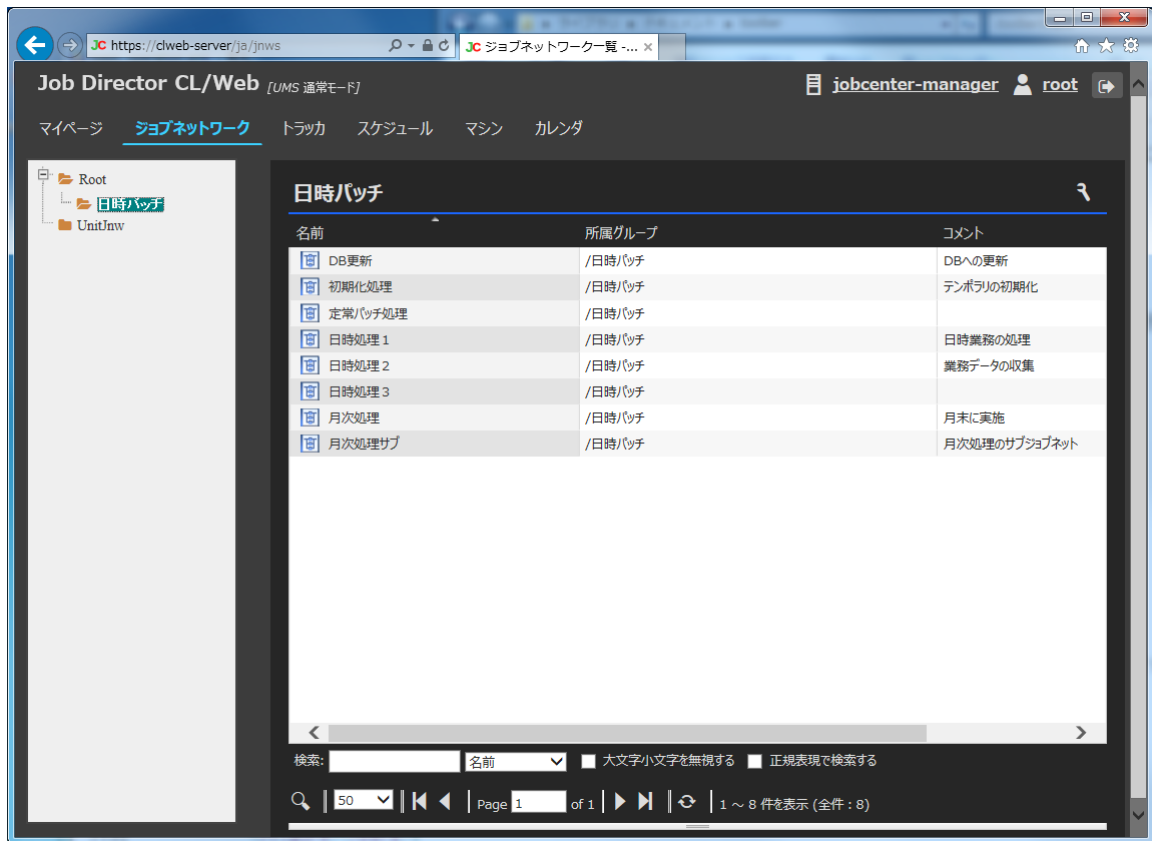 https://clweb-server/ja/jnws
JC ジョブネットワーク一覧 -... ×
Job Director CL/Web [UMS 通常モード]
jobcenter-manager root
マイページ ジョブネットワーク トラッカ スケジュール マシン カレンダ
Root
日時バッチ
UnitJnw
日時バッチ
名前 所属グループ コメント
DB更新 /日時バッチ DBへの更新
初期化処理 /日時バッチ テンポラリの初期化
定常バッチ処理 /日時バッチ
日時処理1 /日時バッチ 日時業務の処理
日時処理2 /日時バッチ 業務データの収集
日時処理3 /日時バッチ
月次処理 /日時バッチ 月末に実施
月次処理サブ /日時バッチ 月次処理のサブジョブネット
検索: 名前 大文字小文字を無視する 正規表現で検索する
50 Page 1 of 1 1 ~ 8 件を表示 (全件 : 8)